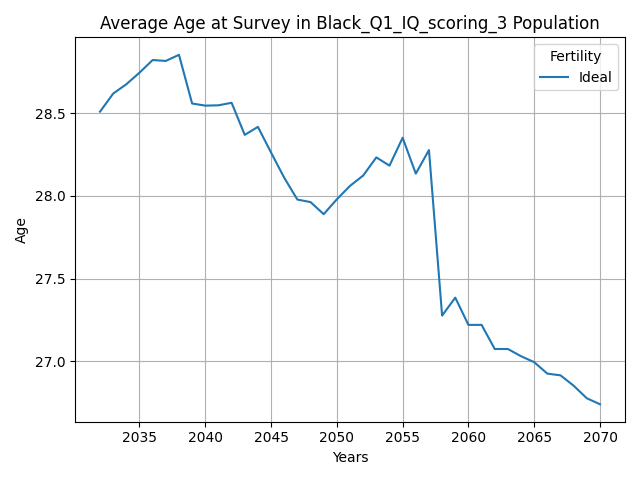 Average Age at Survey in Black_Q1_IQ_scoring_3 Population
Fertility
Ideal
Age
28.5
28.0
27.5
27.0
2035 2040 2045 2050 2055 2060 2065 2070
Years